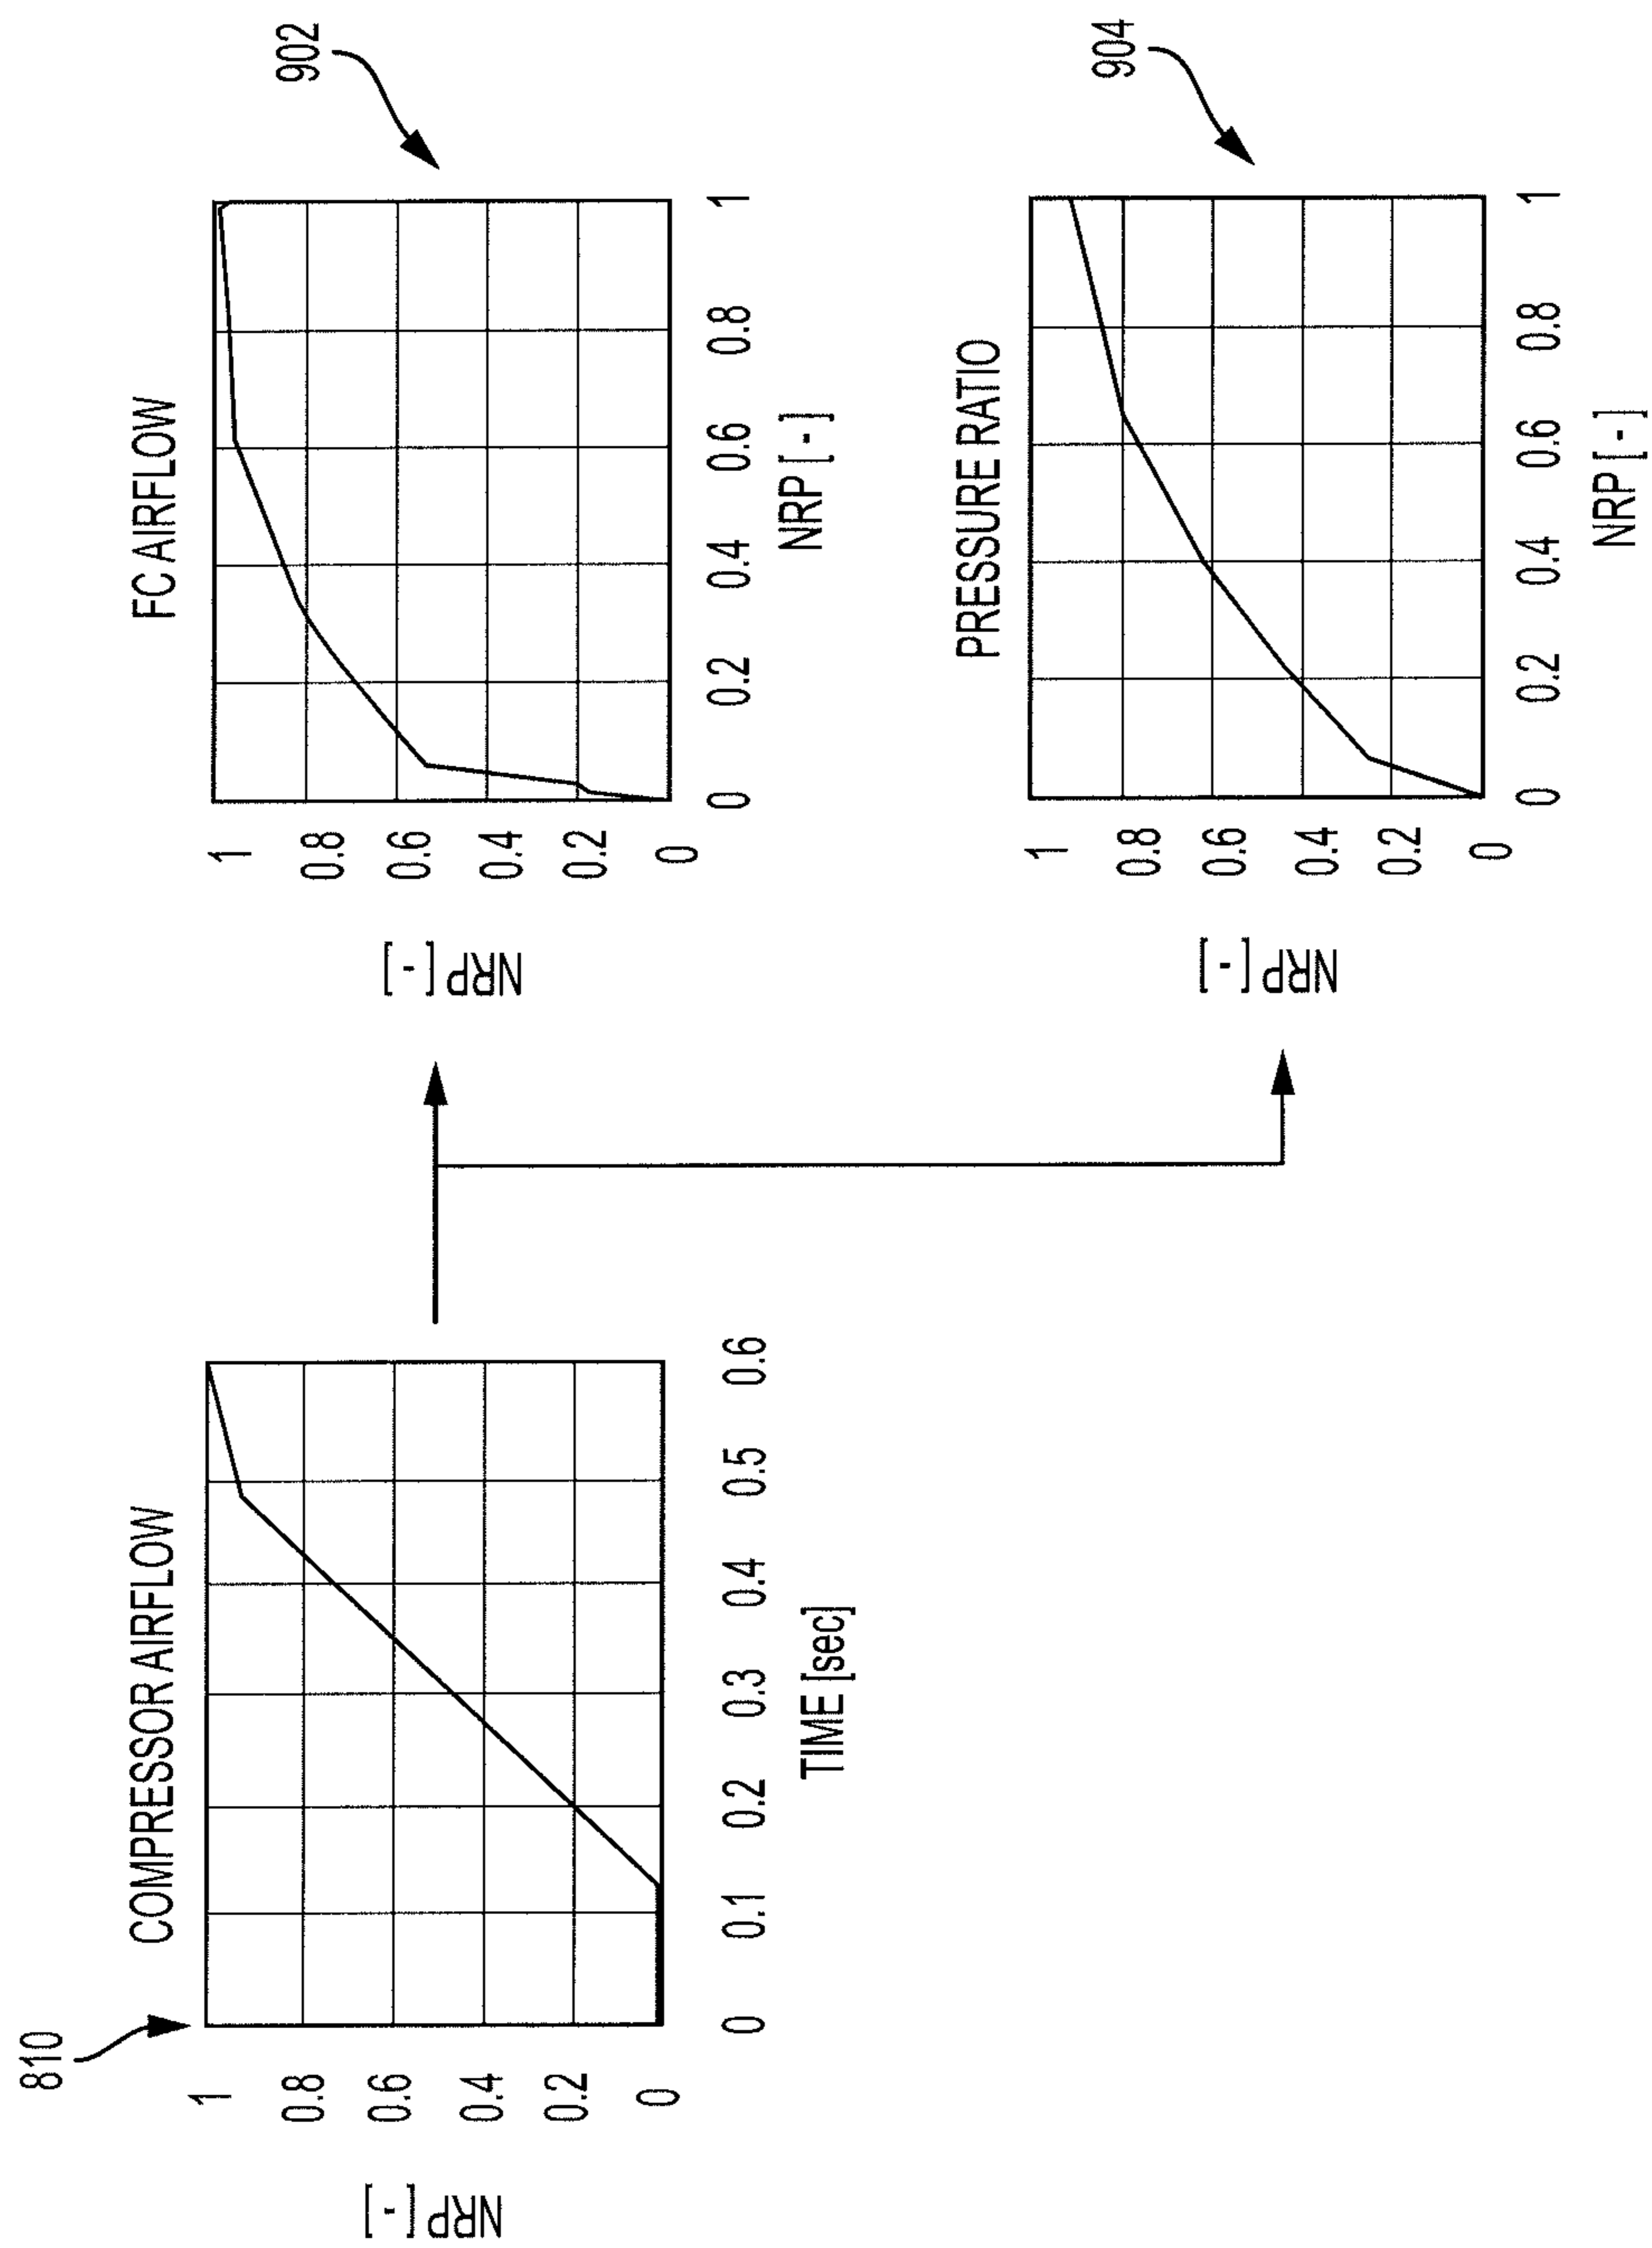 810
COMPRESSOR AIRFLOW
NRP [ - ]
1
0.8
0.6
0.4
0.2
0
0 0.1 0.2 0.3 0.4 0.5 0.6
TIME [sec]
902
FC AIRFLOW
NRP [ - ]
1
0.8
0.6
0.4
0.2
0
0 0.2 0.4 0.6 0.8 1
NRP [ - ]
904
PRESSURE RATIO
NRP [ - ]
1
0.8
0.6
0.4
0.2
0
0 0.2 0.4 0.6 0.8 1
NRP [ - ]